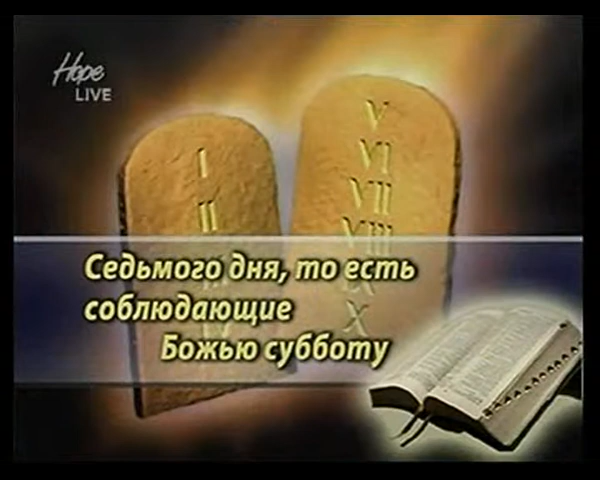 Hope
LIVE
I
II
V
VI
VII
VIII
X
Седьмого дня, то есть
соблюдающие
Божью субботу